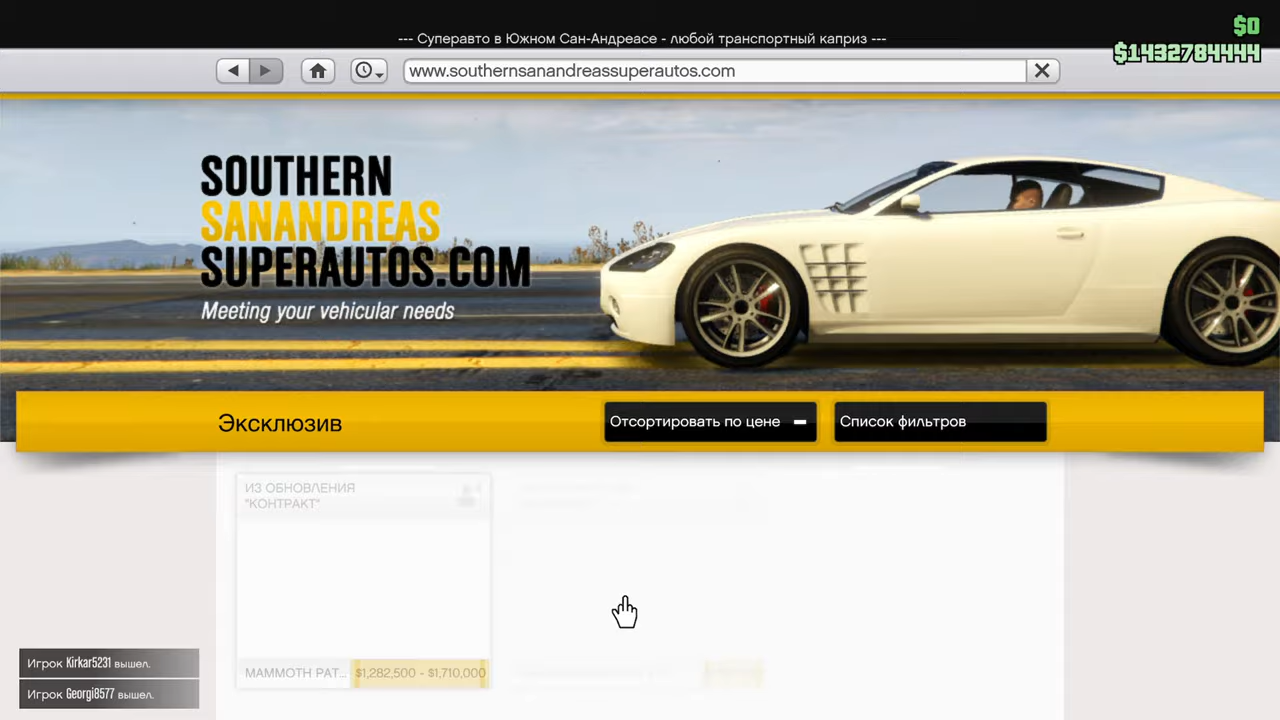 $0
--- Суперавто в Южном Сан-Андреасе - любой транспортный каприз ---
$1432784444
www.southernsanandreassuperautos.com
SOUTHERN
SANANDREAS
SUPERAUTOS.COM
Meeting your vehicular needs
Эксклюзив
Отсортировать по цене
Список фильтров
ИЗ ОБНОВЛЕНИЯ
"КОНТРАКТ"
MAMMOTH PAT... $1,282,500 - $1,710,000
Игрок Kirkar5231 вышел.
Игрок Georgi8577 вышел.